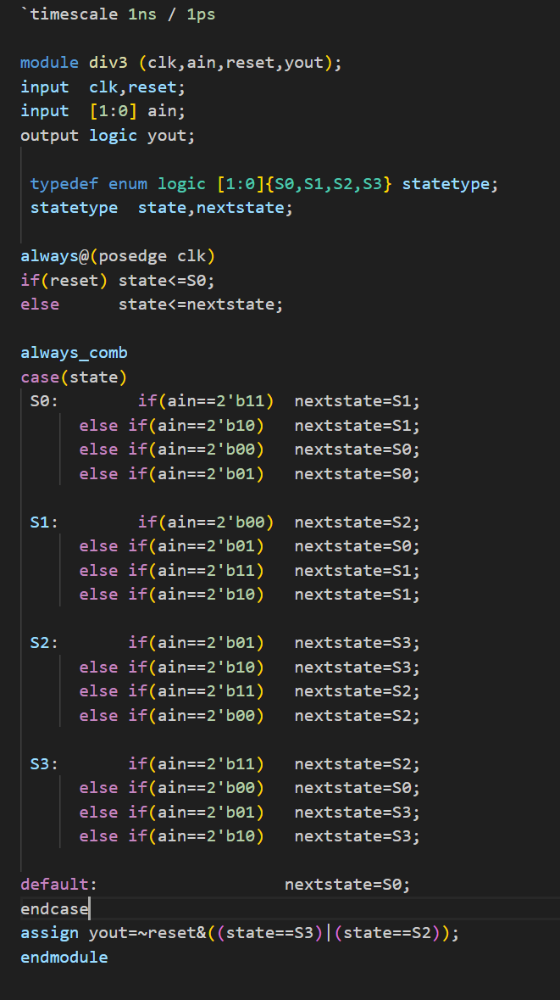 `timescale 1ns / 1ps
module div3 (clk,ain,reset,yout);
input  clk,reset;
input  [1:0] ain;
output logic yout;
typedef enum logic [1:0]{S0,S1,S2,S3} statetype;
statetype  state,nextstate;
always@(posedge clk)
if(reset) state<=S0;
else      state<=nextstate;
always_comb
case(state)
S0:        if(ain==2'b11)  nextstate=S1;
else if(ain==2'b10)   nextstate=S1;
else if(ain==2'b00)   nextstate=S0;
else if(ain==2'b01)   nextstate=S0;
S1:        if(ain==2'b00)  nextstate=S2;
else if(ain==2'b01)   nextstate=S0;
else if(ain==2'b11)   nextstate=S1;
else if(ain==2'b10)   nextstate=S1;
S2:       if(ain==2'b01)   nextstate=S3;
else if(ain==2'b10)   nextstate=S3;
else if(ain==2'b11)   nextstate=S2;
else if(ain==2'b00)   nextstate=S2;
S3:       if(ain==2'b11)   nextstate=S2;
else if(ain==2'b00)   nextstate=S0;
else if(ain==2'b01)   nextstate=S3;
else if(ain==2'b10)   nextstate=S3;
default:                   nextstate=S0;
endcase
assign yout=~reset&((state==S3)|(state==S2));
endmodule